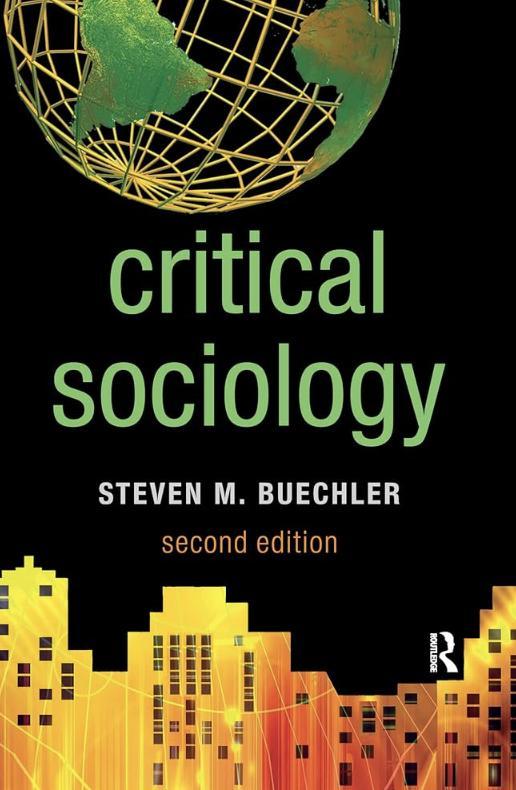 critical
sociology
STEVEN M. BUECHLER
second edition
ROUTLEDGE